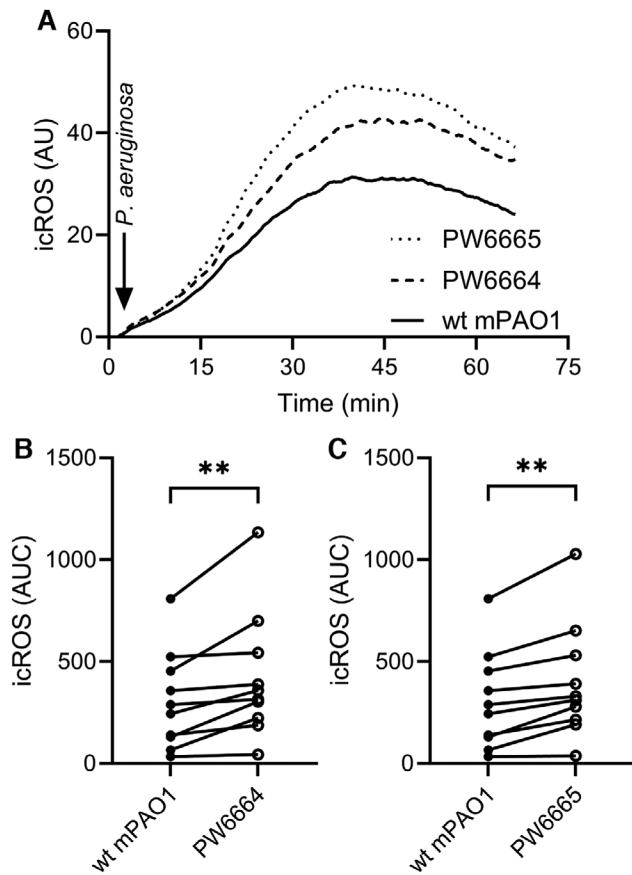 A
60
40
20
0
icROS (AU)
P. aeruginosa
PW6665
PW6664
wt mPAO1
0 15 30 45 60 75
Time (min)
B
1500
1000
500
0
icROS (AUC)
**
wt mPAO1
PW6664
C
1500
1000
500
0
icROS (AUC)
**
wt mPAO1
PW6665